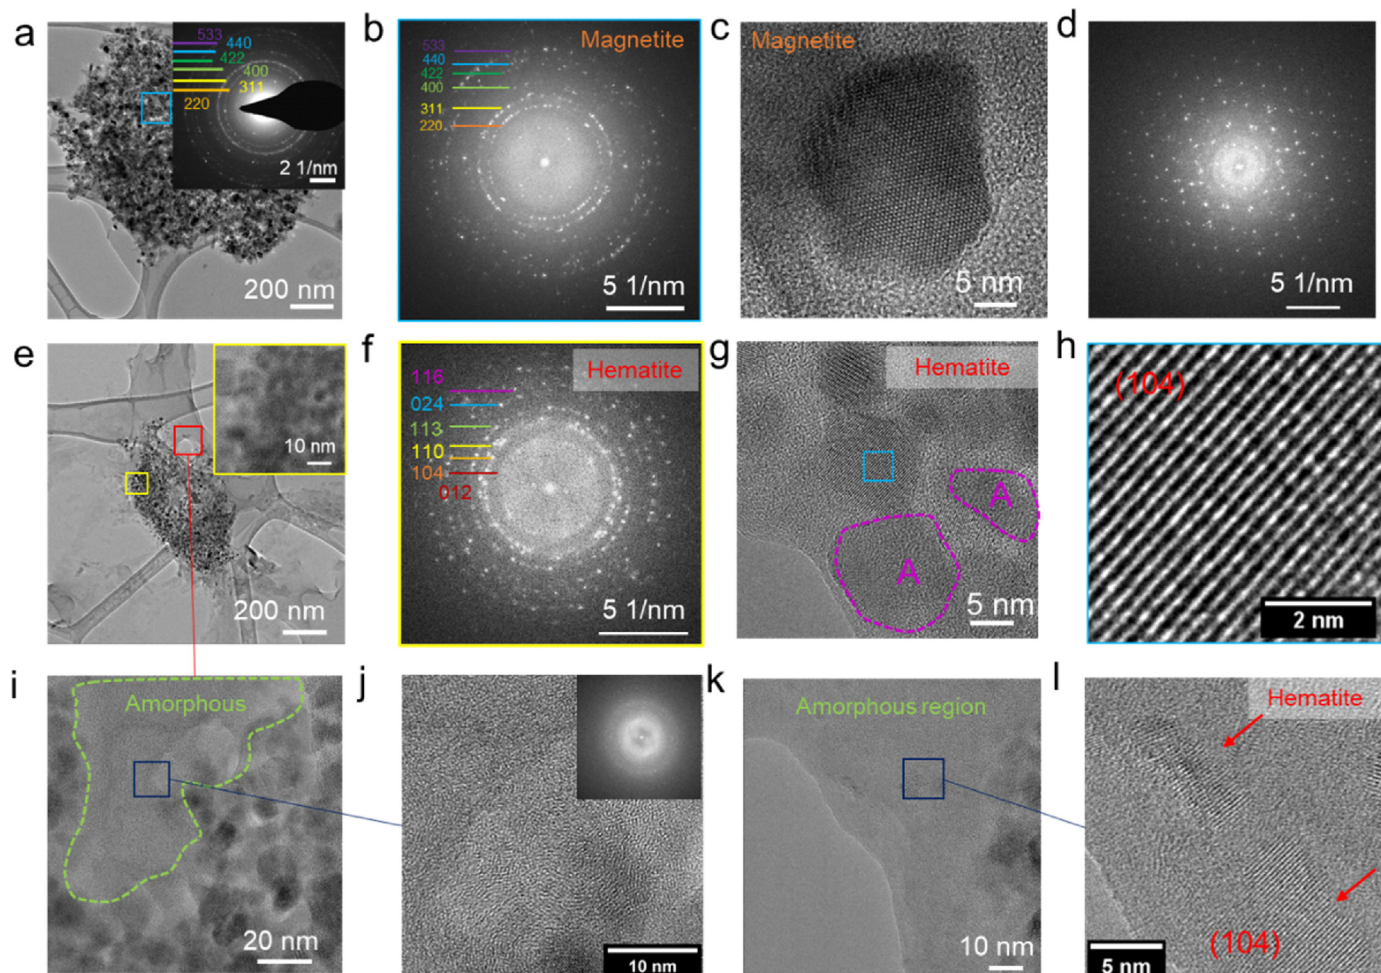 a
533
440
422
400
311
220
2 1/nm
200 nm
b
Magnetite
533
440
422
400
311
220
5 1/nm
c
Magnetite
5 nm
d
5 1/nm
e
10 nm
200 nm
f
Hematite
116
024
113
110
104
012
5 1/nm
g
Hematite
A
A
5 nm
h
(104)
2 nm
i
Amorphous
20 nm
j
10 nm
k
Amorphous region
10 nm
l
Hematite
(104)
5 nm